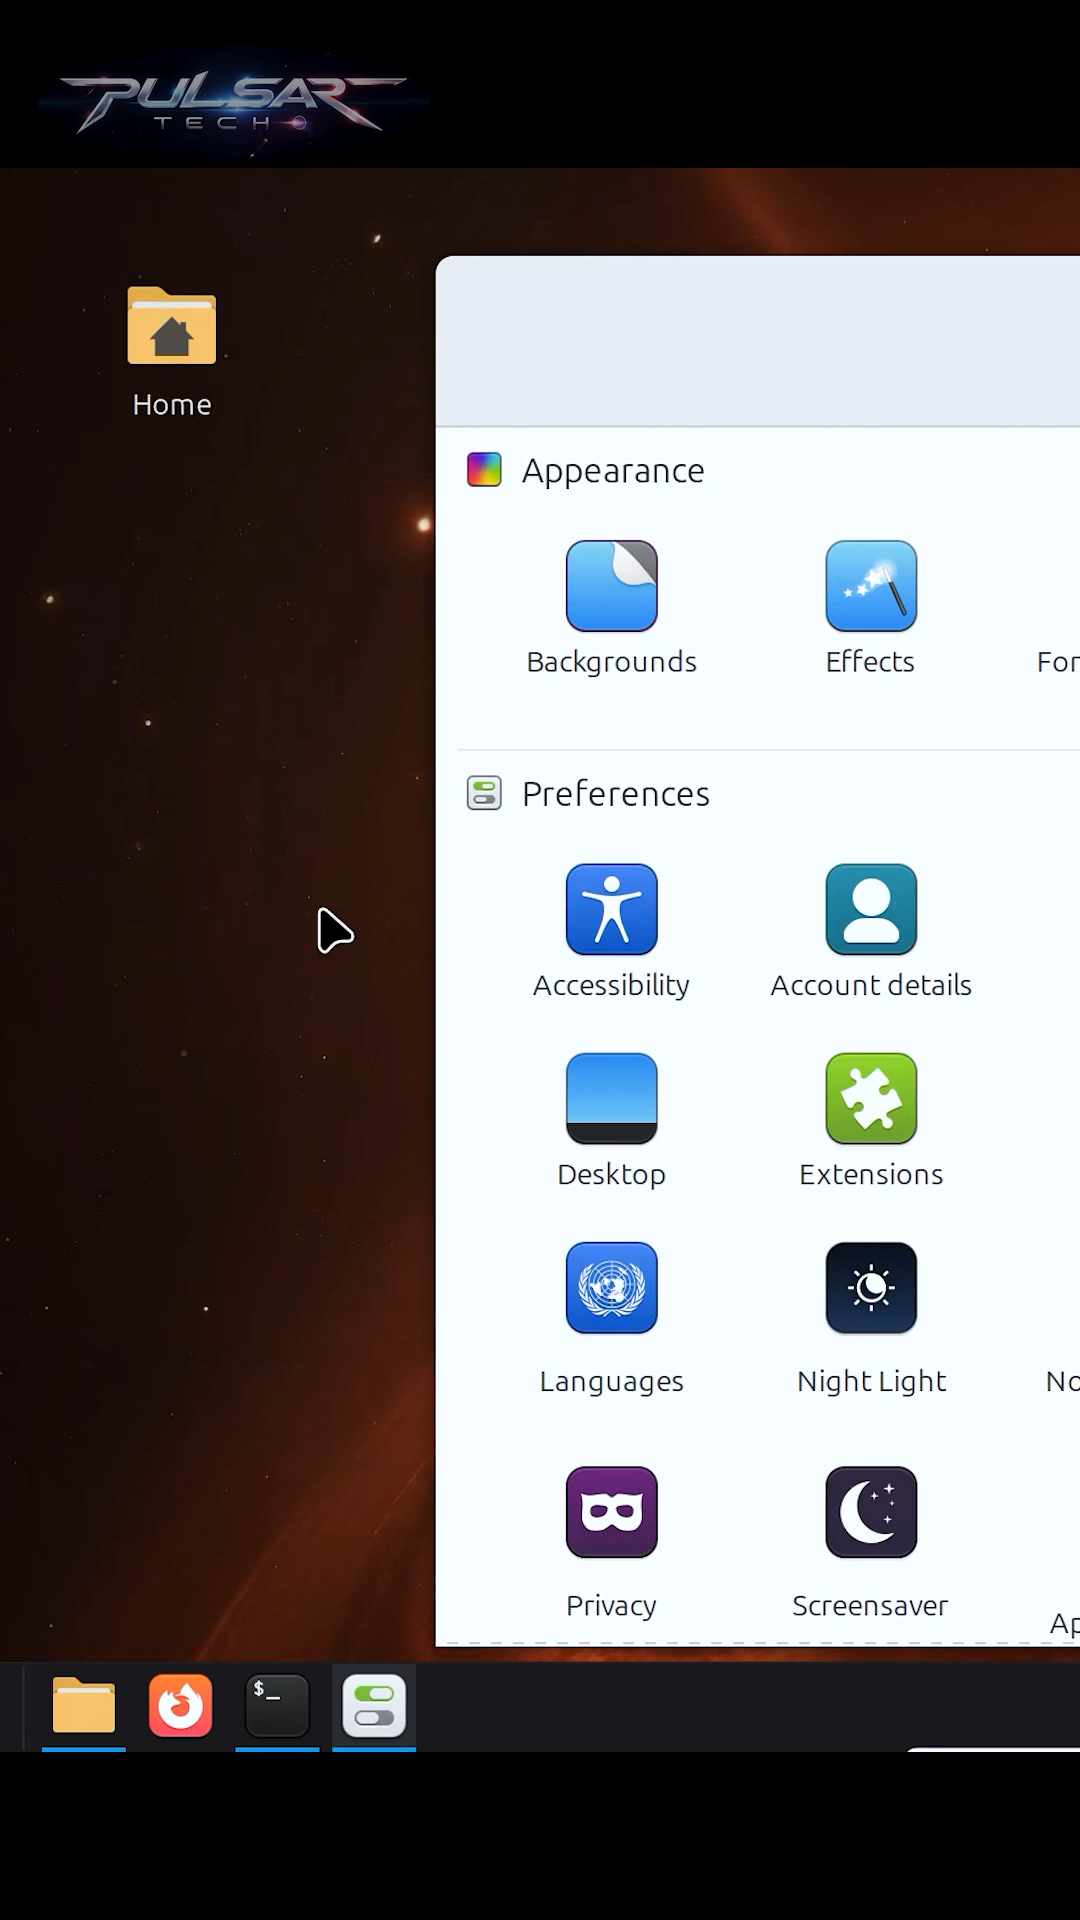 PULSAR
TECH
Home
Appearance
Backgrounds
Effects
Preferences
Accessibility
Account details
Desktop
Extensions
Languages
Night Light
Privacy
Screensaver
$_